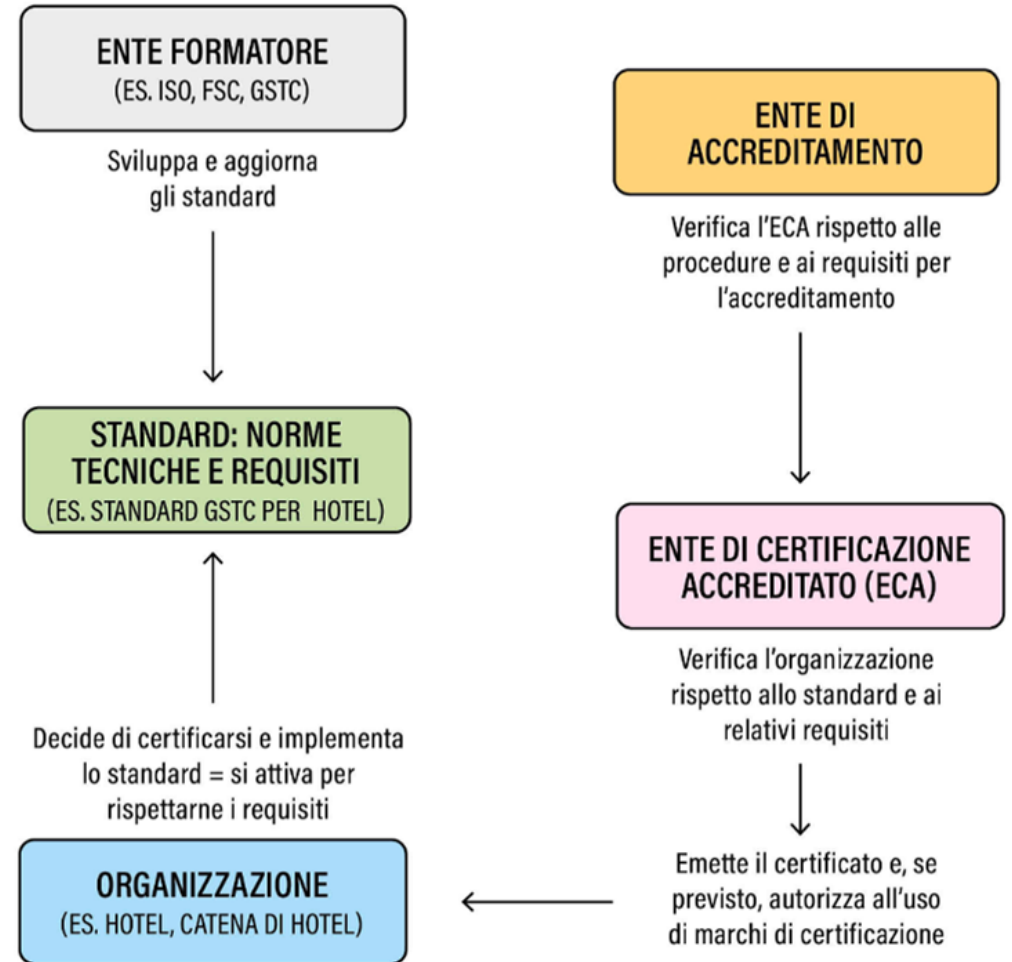 ENTE FORMATORE
(ES. ISO, FSC, GSTC)
Sviluppa e aggiorna
gli standard
STANDARD: NORME
TECNICHE E REQUISITI
(ES. STANDARD GSTC PER HOTEL)
Decide di certificarsi e implementa
lo standard = si attiva per
rispettarne i requisiti
ORGANIZZAZIONE
(ES. HOTEL, CATENA DI HOTEL)
ENTE DI
ACCREDITAMENTO
Verifica l'ECA rispetto alle
procedure e ai requisiti per
l'accreditamento
ENTE DI CERTIFICAZIONE
ACCREDITATO (ECA)
Verifica l'organizzazione
rispetto allo standard e ai
relativi requisiti
Emette il certificato e, se
previsto, autorizza all'uso
di marchi di certificazione